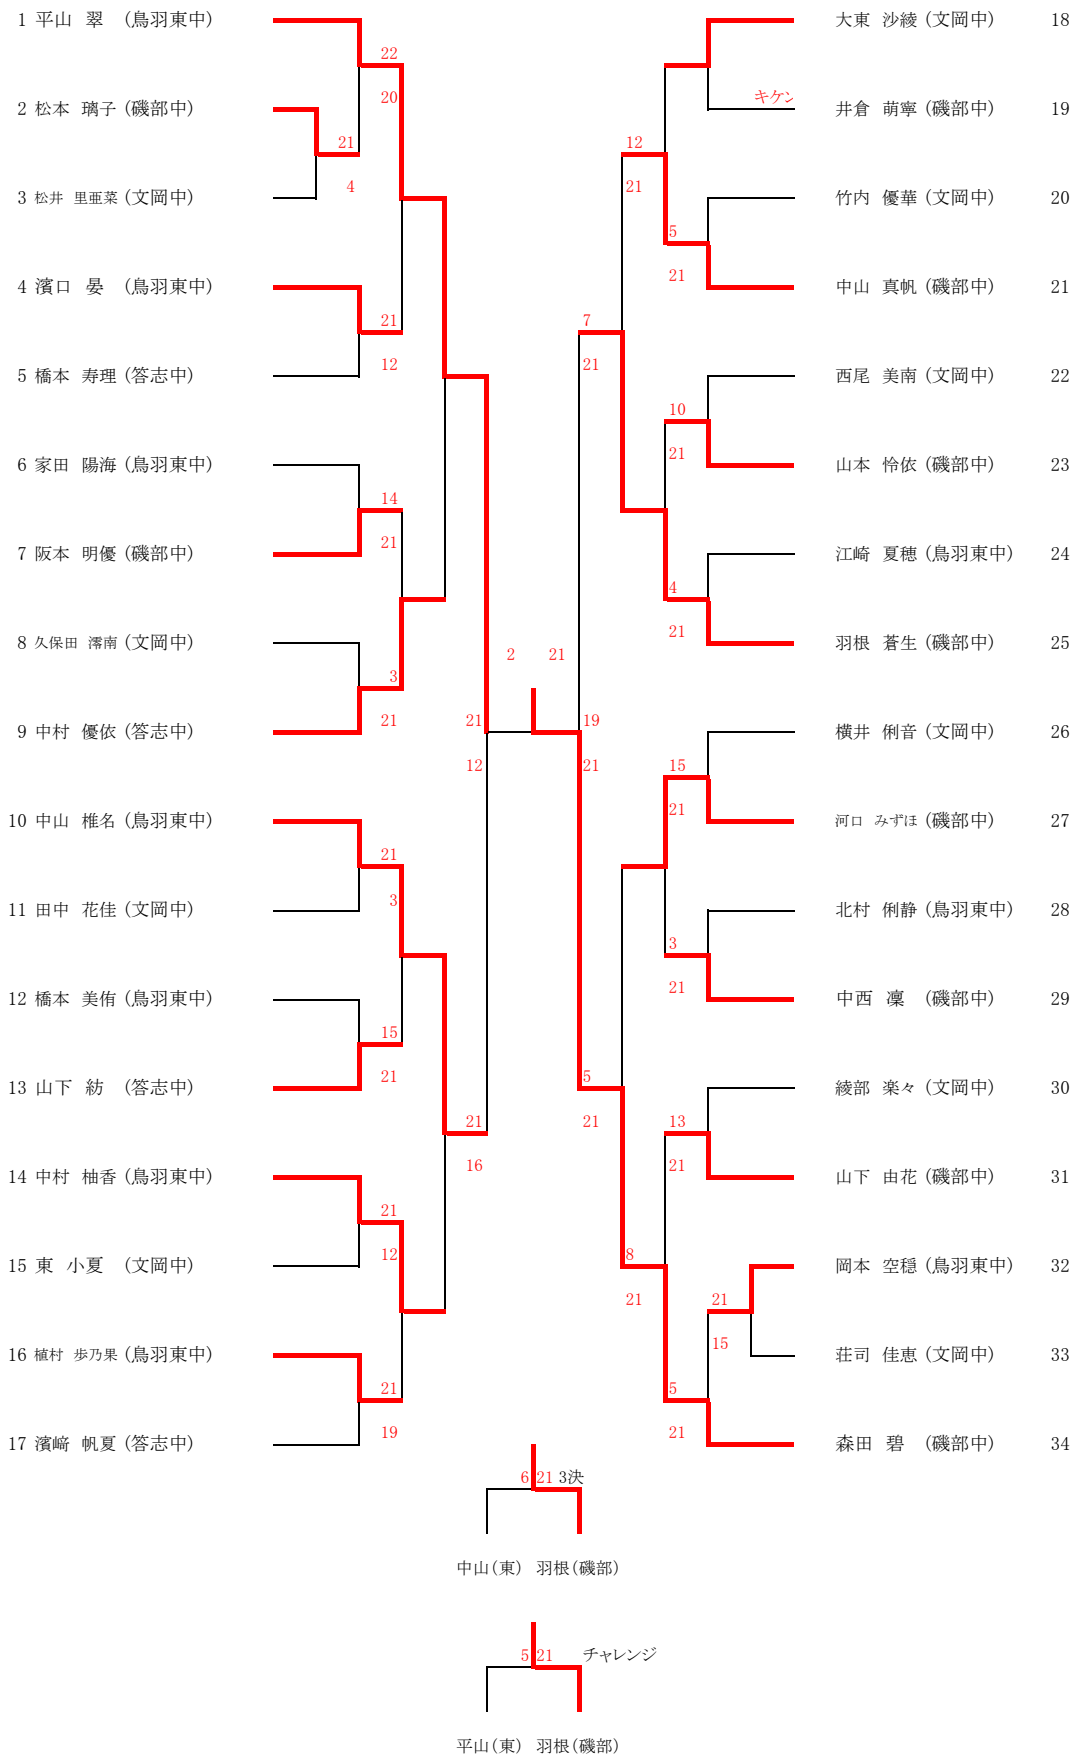 1 平山 翠 (鳥羽東中)
2 松本 璃子 (磯部中)
3 松井 里亜菜 (文岡中)
4 濱口 晏 (鳥羽東中)
5 橋本 寿理 (答志中)
6 家田 陽海 (鳥羽東中)
7 阪本 明優 (磯部中)
8 久保田 澪南 (文岡中)
9 中村 優依 (答志中)
10 中山 椎名 (鳥羽東中)
11 田中 花佳 (文岡中)
12 橋本 美侑 (鳥羽東中)
13 山下 紡 (答志中)
14 中村 柚香 (鳥羽東中)
15 東 小夏 (文岡中)
16 植村 歩乃果 (鳥羽東中)
17 濱﨑 帆夏 (答志中)
22
20
21
4
21
12
14
21
3
21
21
12
21
3
15
21
21
16
21
12
21
19
2 21
大東 沙綾 (文岡中) 18
キケン 井倉 萌寧 (磯部中) 19
竹内 優華 (文岡中) 20
中山 真帆 (磯部中) 21
西尾 美南 (文岡中) 22
山本 怜依 (磯部中) 23
江崎 夏穂 (鳥羽東中) 24
羽根 蒼生 (磯部中) 25
横井 俐音 (文岡中) 26
河口 みずほ (磯部中) 27
北村 俐静 (鳥羽東中) 28
中西 凜 (磯部中) 29
綾部 楽々 (文岡中) 30
山下 由花 (磯部中) 31
岡本 空穏 (鳥羽東中) 32
荘司 佳恵 (文岡中) 33
森田 碧 (磯部中) 34
12
21
5
21
7
21
10
21
4
21
19
21
15
21
3
21
5
21
13
21
8
21
21
15
5
21
6 21 3決
中山(東) 羽根(磯部)
5 21 チャレンジ
平山(東) 羽根(磯部)